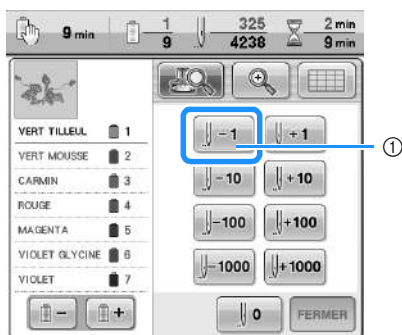 9 min 1 9 325 4238 2 min 9 min
VERT TILLEUL 1
VERT MOUSSE 2
CARMIN 3
ROUGE 4
MAGENTA 5
VIOLET GLYCINE 6
VIOLET 7
-1 +1 ①
-10 +10
-100 +100
-1000 +1000
- + 0 FERMER